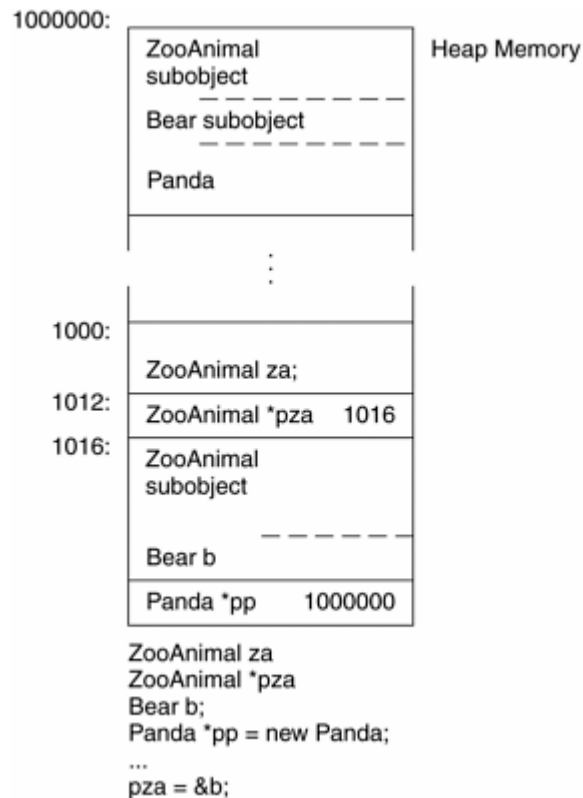 1000000:
ZooAnimal
subobject
Heap Memory
Bear subobject
Panda
1000:
ZooAnimal za;
1012:
ZooAnimal *pza 1016
1016:
ZooAnimal
subobject
Bear b
Panda *pp 1000000
ZooAnimal za
ZooAnimal *pza
Bear b;
Panda *pp = new Panda;
...
pza = &b;